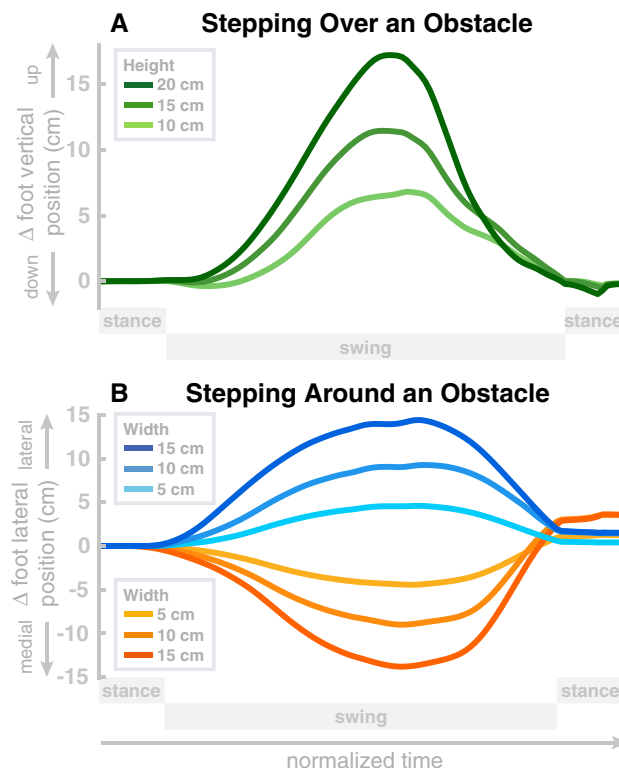 A Stepping Over an Obstacle
up
down
Δ foot vertical
position (cm)
15
10
5
0
Height
20 cm
15 cm
10 cm
stance
stance
swing
B Stepping Around an Obstacle
lateral
medial
Δ foot lateral
position (cm)
15
10
5
0
-5
-10
-15
Width
15 cm
10 cm
5 cm
Width
5 cm
10 cm
15 cm
stance
stance
swing
normalized time